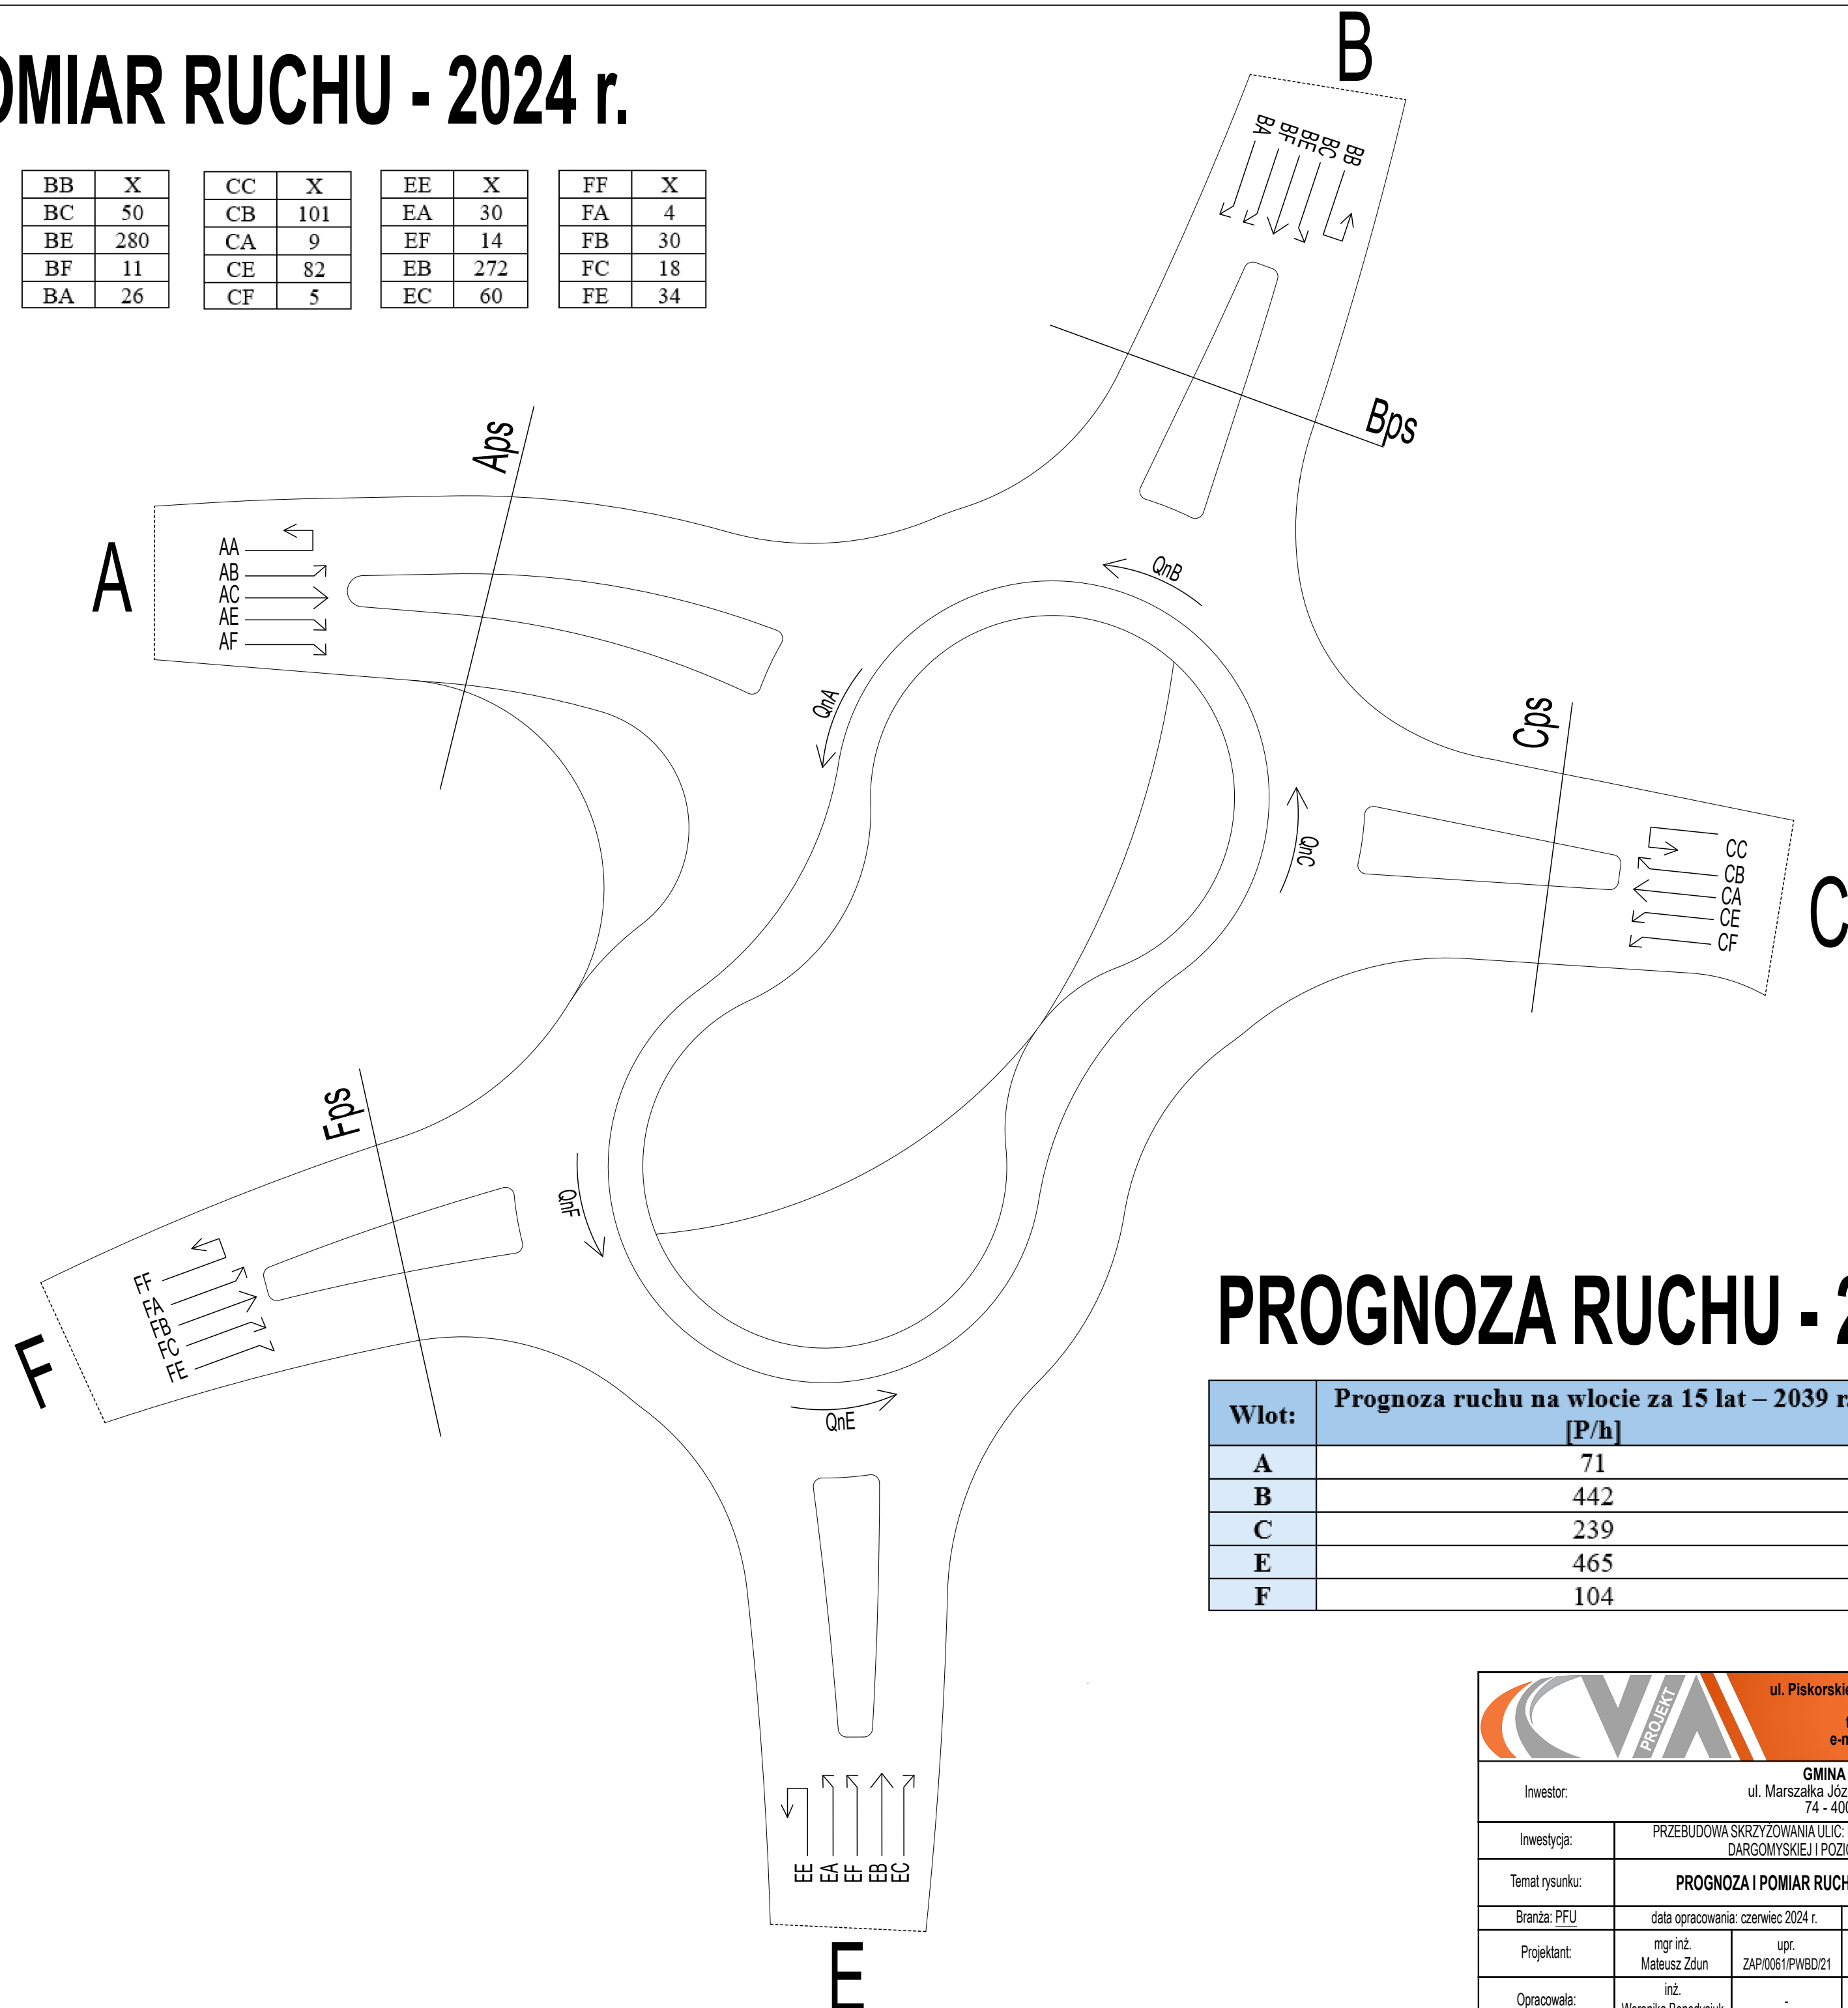 B
OMIAR RUCHU - 2024 r.
BB X
BC 50
BE 280
BF 11
BA 26
CC X
CB 101
CA 9
CE 82
CF 5
EE X
EA 30
EF 14
EB 272
EC 60
FF X
FA 4
FB 30
FC 18
FE 34
BA
BF
BE
BC
BB
Bps
Aps
A
AA
AB
AC
AE
AF
QnB
QnA
Cps
QnC
C
CC
CB
CA
CE
CF
Fps
QnF
F
FF
FA
FB
FC
FE
QnE
PROGNOZA RUCHU - 2
Wlot: Prognoza ruchu na wlocie za 15 lat – 2039 r.
[P/h]
A 71
B 442
C 239
E 465
F 104
EE
EA
EF
EB
EC
E
PROJEKT
ul. Piskorskie
e-m
Inwestor:
GMINA
ul. Marszałka Józ
74 - 400
Inwestycja:
PRZEBUDOWA SKRZYŻOWANIA ULIC:
DARGOMYSKIEJ I POZI
Temat rysunku:
PROGNOZA I POMIAR RUCH
Branża: PFU
data opracowania: czerwiec 2024 r.
Projektant:
mgr inż.
Mateusz Zdun
upr.
ZAP/0061/PWBD/21
Opracowała:
inż.
-